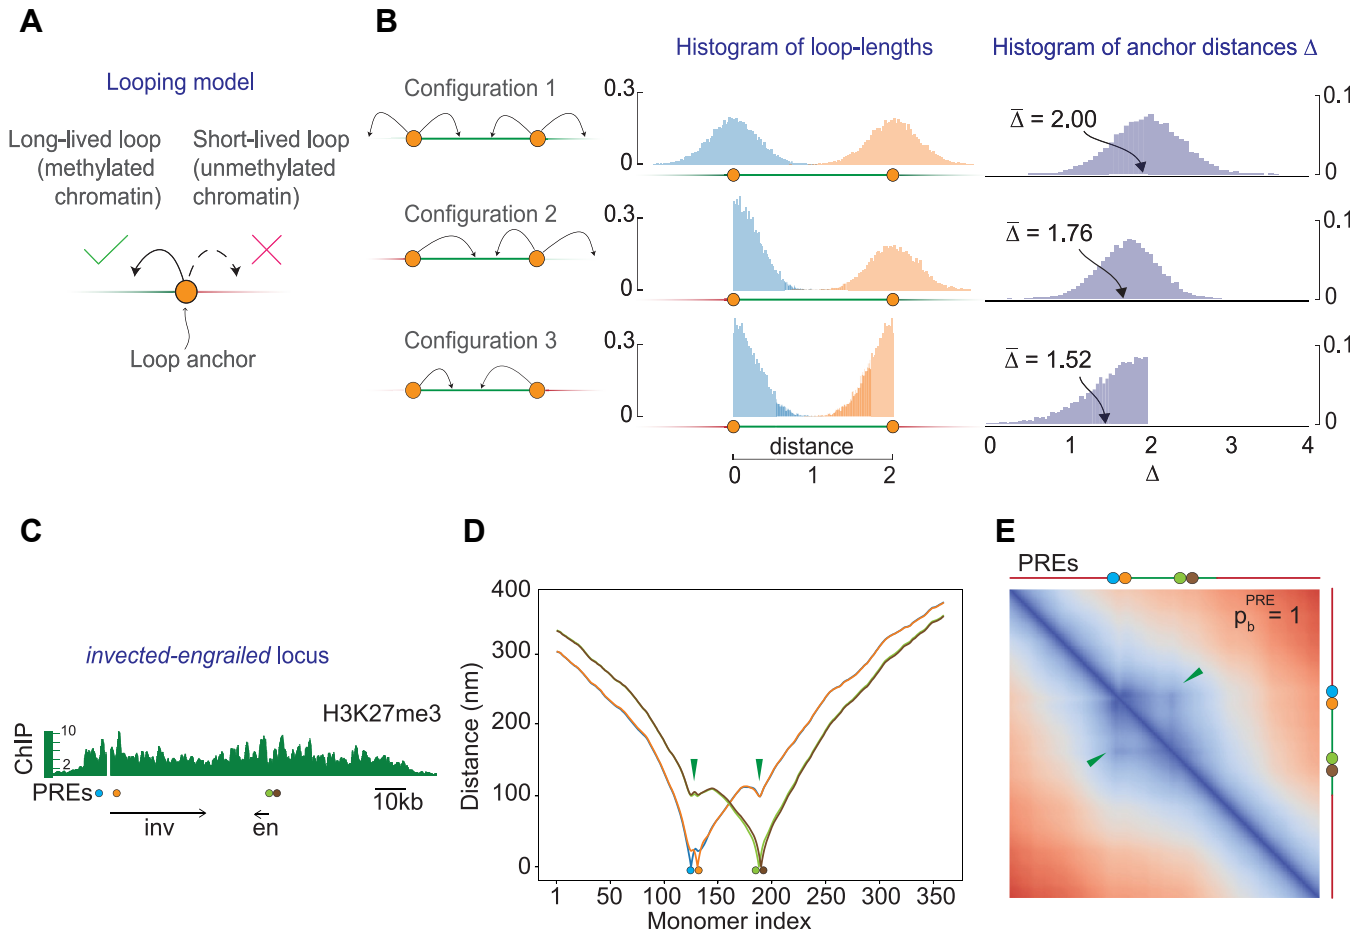 A
Looping model
Long-lived loop
(methylated
chromatin)
Short-lived loop
(unmethylated
chromatin)
Loop anchor
B
Histogram of loop-lengths
Histogram of anchor distances Δ
Configuration 1
0.3
0
Δ̅ = 2.00
0.1
0
Configuration 2
0.3
0
Δ̅ = 1.76
0.1
0
Configuration 3
0.3
0
Δ̅ = 1.52
0.1
0
distance
0 1 2
0 1 2 3 4
Δ
C
invected-engrailed locus
H3K27me3
ChIP
10
2
PREs
10kb
inv
en
D
Distance (nm)
400
300
200
100
0
1 50 100 150 200 250 300 350
Monomer index
E
PREs
p_b^PRE = 1